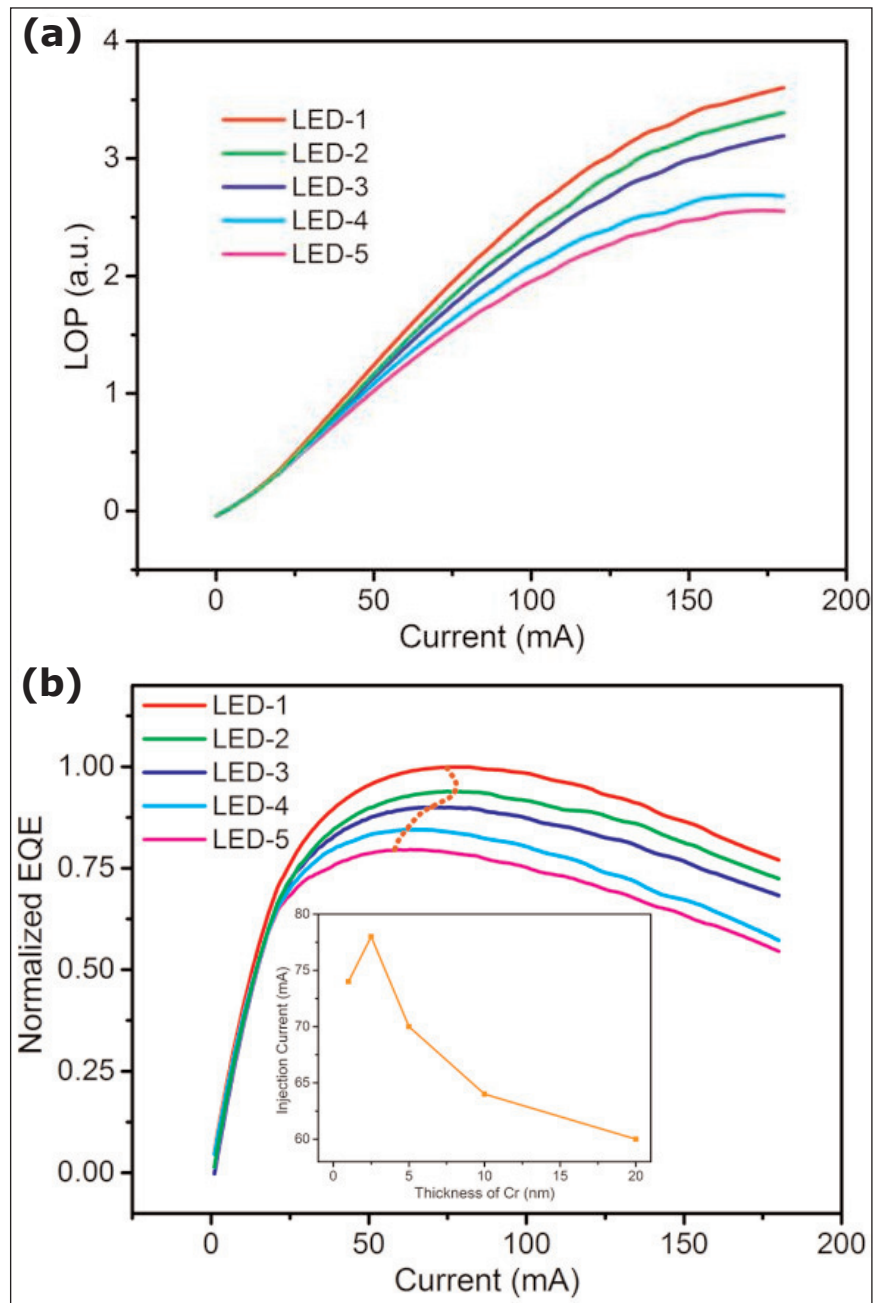 (a)
4
3
2
1
0
LOP (a.u.)
LED-1
LED-2
LED-3
LED-4
LED-5
0 50 100 150 200
Current (mA)
(b)
LED-1
LED-2
LED-3
LED-4
LED-5
1.00
0.75
0.50
0.25
0.00
Normalized EQE
80
75
70
65
60
Injection Current (mA)
0 5 10 15 20
Thickness of Cr (nm)
0 50 100 150 200
Current (mA)